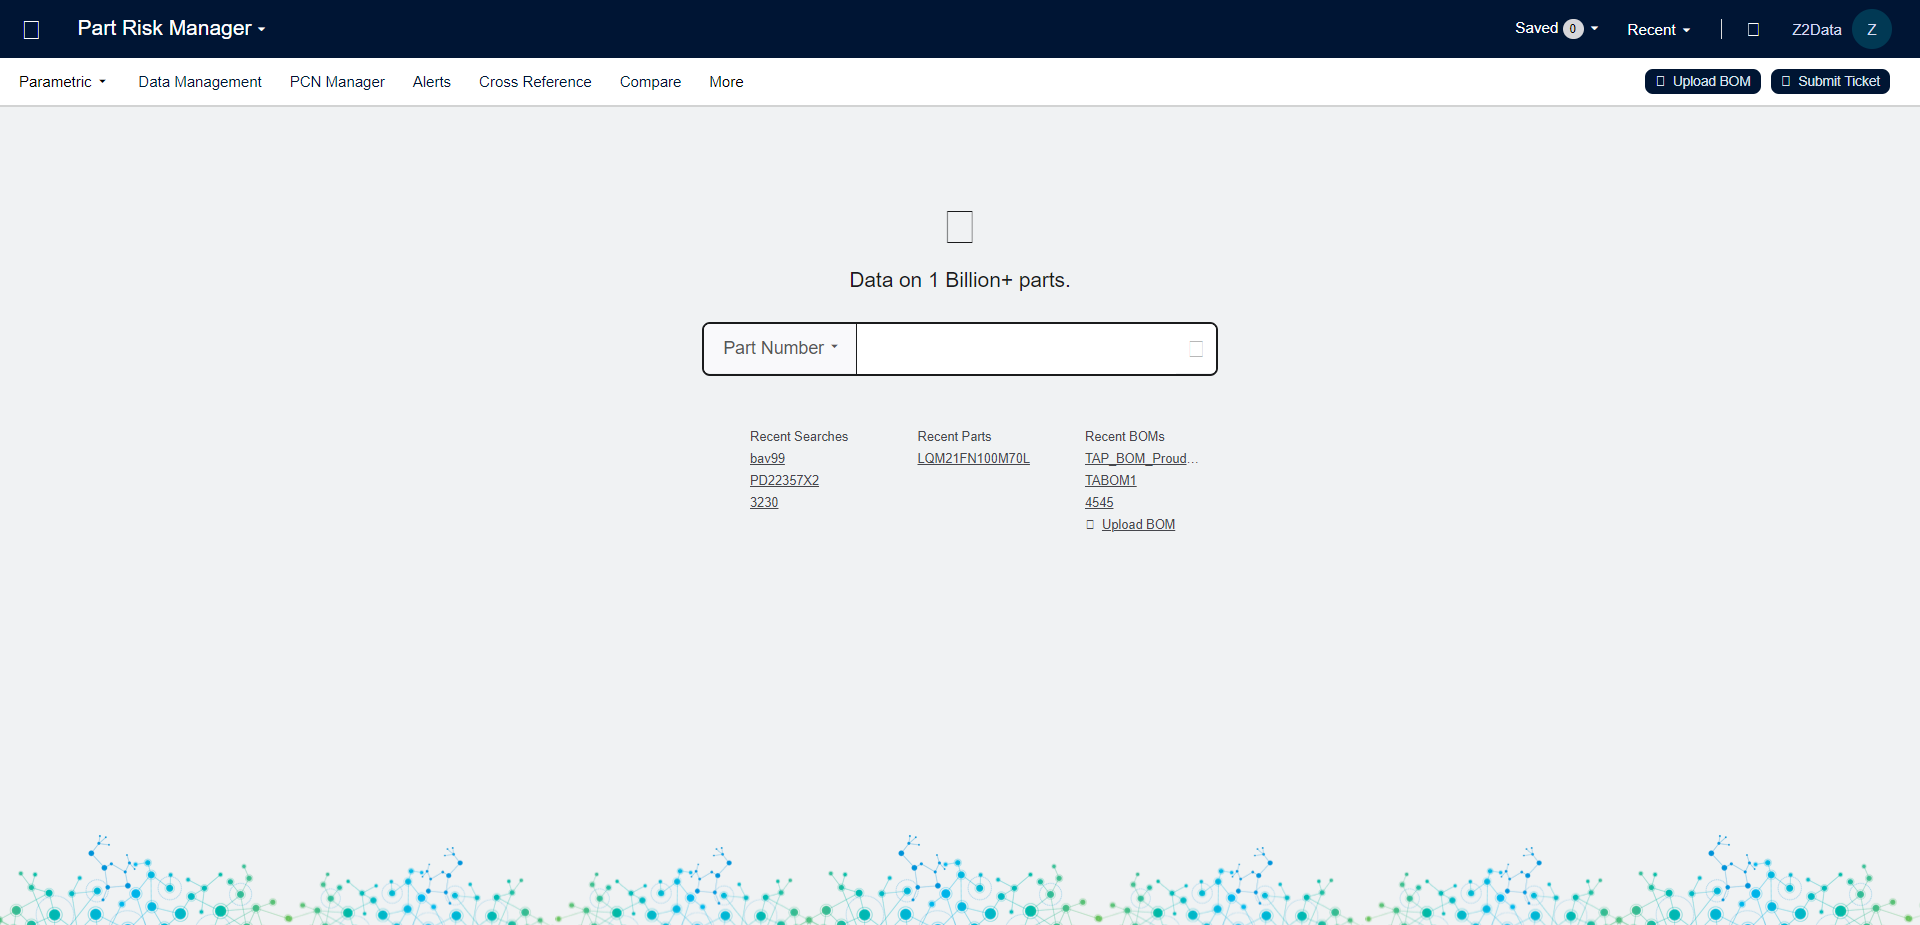 Part Risk Manager
Saved 0
Recent
Z2Data
Z
Parametric
Data Management
PCN Manager
Alerts
Cross Reference
Compare
More
Upload BOM
Submit Ticket
Data on 1 Billion+ parts.
Part Number
Recent Searches
bav99
PD22357X2
3230
Recent Parts
LQM21FN100M70L
Recent BOMs
TAP_BOM_Proud...
TABOM1
4545
Upload BOM